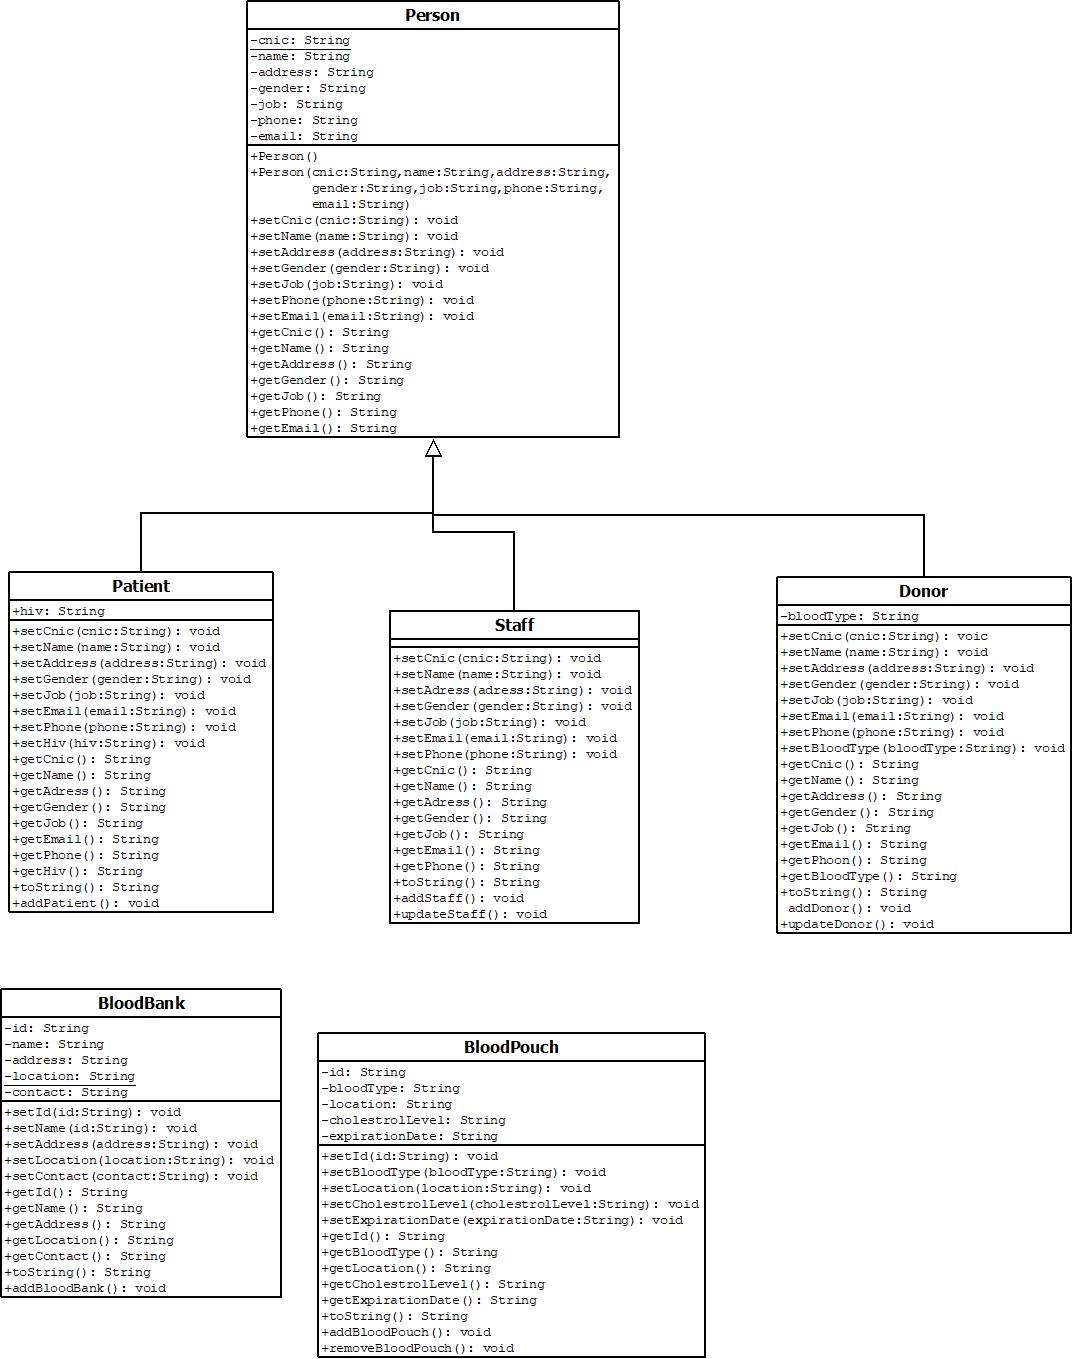 Person
-cnic: String
-name: String
-address: String
-gender: String
-job: String
-phone: String
-email: String
+Person()
+Person(cnic:String,name:String,address:String,
gender:String,job:String,phone:String,
email:String)
+setCnic(cnic:String): void
+setName(name:String): void
+setAddress(address:String): void
+setGender(gender:String): void
+setJob(job:String): void
+setPhone(phone:String): void
+setEmail(email:String): void
+getCnic(): String
+getName(): String
+getAddress(): String
+getGender(): String
+getJob(): String
+getPhone(): String
+getEmail(): String
Patient
+hiv: String
+setCnic(cnic:String): void
+setName(name:String): void
+setAddress(address:String): void
+setGender(gender:String): void
+setJob(job:String): void
+setEmail(email:String): void
+setPhone(phone:String): void
+setHiv(hiv:String): void
+getCnic(): String
+getName(): String
+getAdress(): String
+getGender(): String
+getJob(): String
+getEmail(): String
+getPhone(): String
+getHiv(): String
+toString(): String
+addPatient(): void
Staff
+setCnic(cnic:String): void
+setName(name:String): void
+setAdress(adress:String): void
+setGender(gender:String): void
+setJob(job:String): void
+setEmail(email:String): void
+setPhone(phone:String): void
+getCnic(): String
+getName(): String
+getAdress(): String
+getGender(): String
+getJob(): String
+getEmail(): String
+getPhone(): String
+toString(): String
+addStaff(): void
+updateStaff(): void
Donor
-bloodType: String
+setCnic(cnic:String): voic
+setName(name:String): void
+setAddress(address:String): void
+setGender(gender:String): void
+setJob(job:String): void
+setEmail(email:String): void
+setPhone(phone:String): void
+setBloodType(bloodType:String): void
+getCnic(): String
+getName(): String
+getAddress(): String
+getGender(): String
+getJob(): String
+getEmail(): String
+getPhoon(): String
+getBloodType(): String
+toString(): String
addDonor(): void
+updateDonor(): void
BloodBank
-id: String
-name: String
-address: String
-location: String
-contact: String
+setId(id:String): void
+setName(id:String): void
+setAddress(address:String): void
+setLocation(location:String): void
+setContact(contact:String): void
+getId(): String
+getName(): String
+getAddress(): String
+getLocation(): String
+getContact(): String
+toString(): String
+addBloodBank(): void
BloodPouch
-id: String
-bloodType: String
-location: String
-cholestrolLevel: String
-expirationDate: String
+setId(id:String): void
+setBloodType(bloodType:String): void
+setLocation(location:String): void
+setCholestrolLevel(cholestrolLevel:String): void
+setExpirationDate(expirationDate:String): void
+getId(): String
+getBloodType(): String
+getLocation(): String
+getCholestrolLevel(): String
+getExpirationDate(): String
+toString(): String
+addBloodPouch(): void
+removeBloodPouch(): void